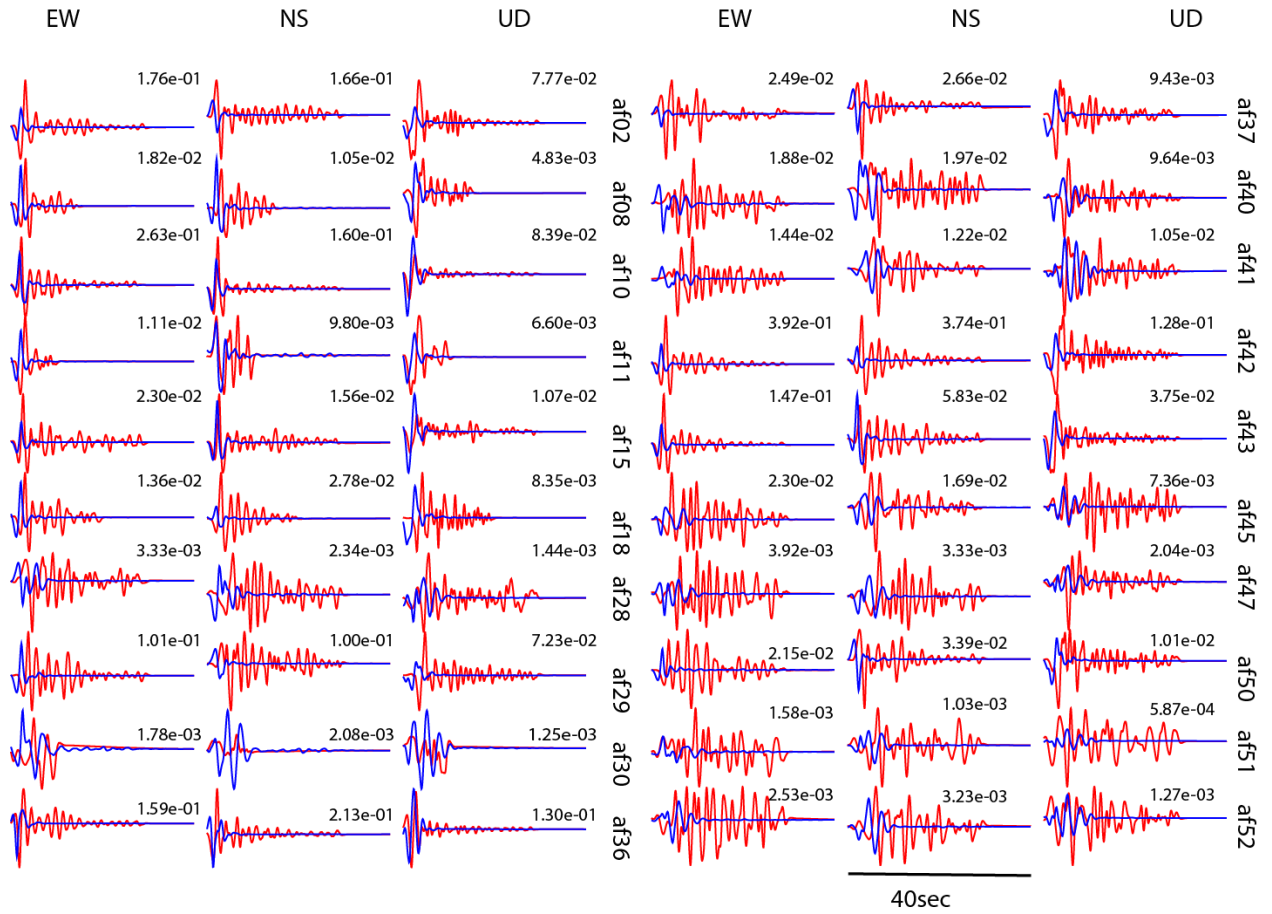 EW NS UD EW NS UD
1.76e-01 1.66e-01 7.77e-02 af02 2.49e-02 2.66e-02 9.43e-03 af37
1.82e-02 1.05e-02 4.83e-03 af08 1.88e-02 1.97e-02 9.64e-03 af40
2.63e-01 1.60e-01 8.39e-02 af10 1.44e-02 1.22e-02 1.05e-02 af41
1.11e-02 9.80e-03 6.60e-03 af11 3.92e-01 3.74e-01 1.28e-01 af42
2.30e-02 1.56e-02 1.07e-02 af15 1.47e-01 5.83e-02 3.75e-02 af43
1.36e-02 2.78e-02 8.35e-03 af18 2.30e-02 1.69e-02 7.36e-03 af45
3.33e-03 2.34e-03 1.44e-03 af28 3.92e-03 3.33e-03 2.04e-03 af47
1.01e-01 1.00e-01 7.23e-02 af29 2.15e-02 3.39e-02 1.01e-02 af50
1.78e-03 2.08e-03 1.25e-03 af30 1.58e-03 1.03e-03 5.87e-04 af51
1.59e-01 2.13e-01 1.30e-01 af36 2.53e-03 3.23e-03 1.27e-03 af52
40sec